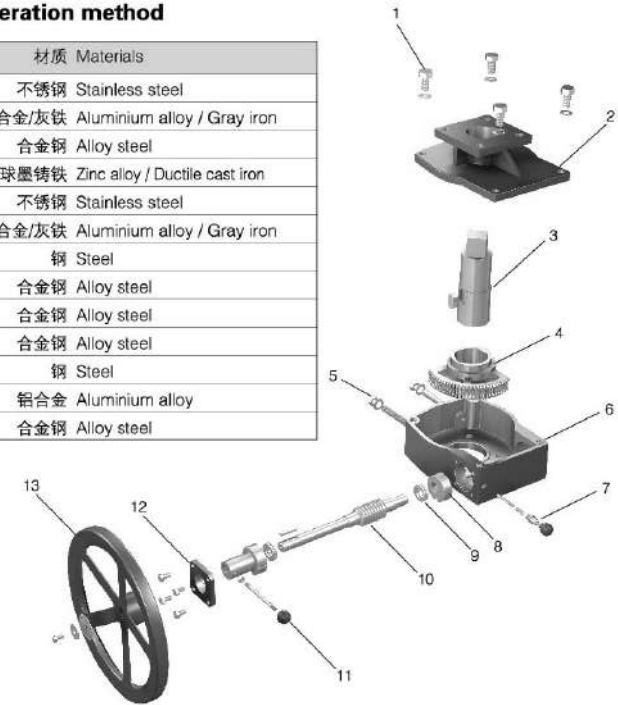 eration method
材质 Materials
不锈钢 Stainless steel
合金/灰铁 Aluminium alloy / Gray iron
合金钢 Alloy steel
球墨铸铁 Zinc alloy / Ductile cast iron
不锈钢 Stainless steel
合金/灰铁 Aluminium alloy / Gray iron
钢 Steel
合金钢 Alloy steel
合金钢 Alloy steel
合金钢 Alloy steel
钢 Steel
铝合金 Aluminium alloy
合金钢 Alloy steel
1
2
3
4
5
6
7
8
9
10
11
12
13